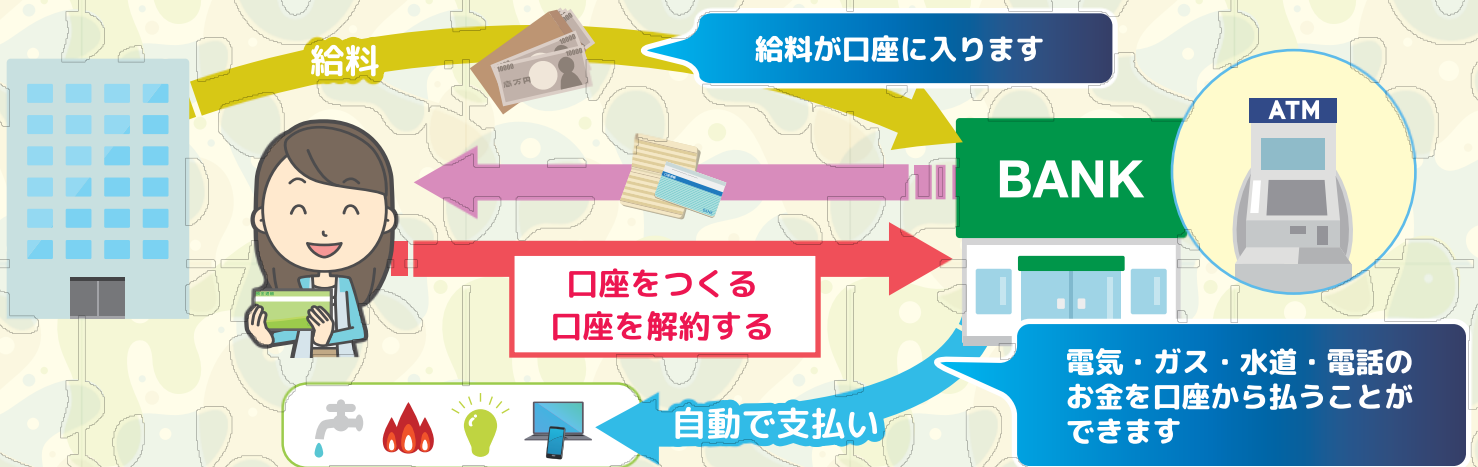 給料
給料が口座に入ります
ATM
BANK
口座をつくる
口座を解約する
電気・ガス・水道・電話の
お金を口座から払うことが
できます
自動で支払い